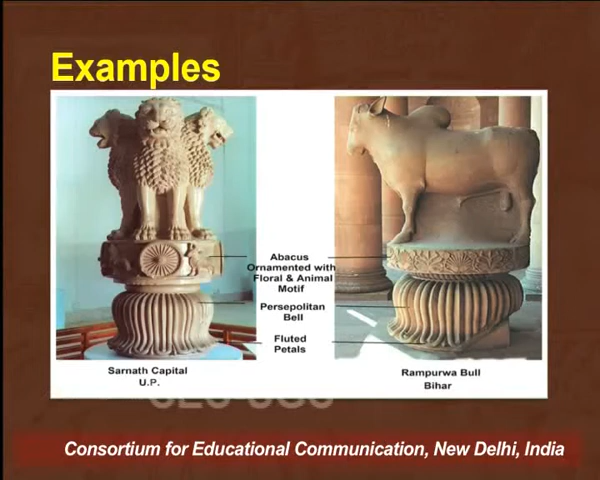 Examples
Abacus
Ornamented with
Floral & Animal
Motif
Persepolitan
Bell
Fluted
Petals
Sarnath Capital
U.P.
Rampurwa Bull
Bihar
Consortium for Educational Communication, New Delhi, India